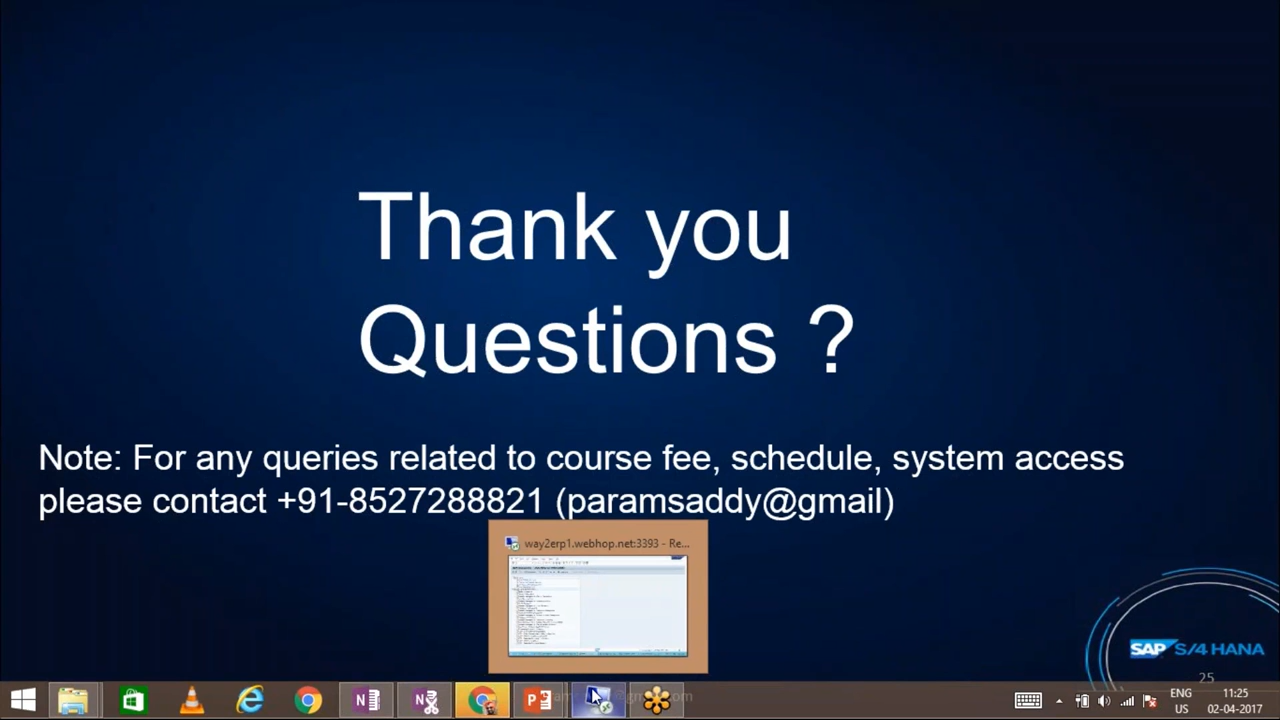 Thank you
Questions ?
Note: For any queries related to course fee, schedule, system access
please contact +91-8527288821 (paramsaddy@gmail)
way2erp1.webhop.net:3393 - Re...
SAP S/4 HANA
25
ENG
US
11:25
02-04-2017